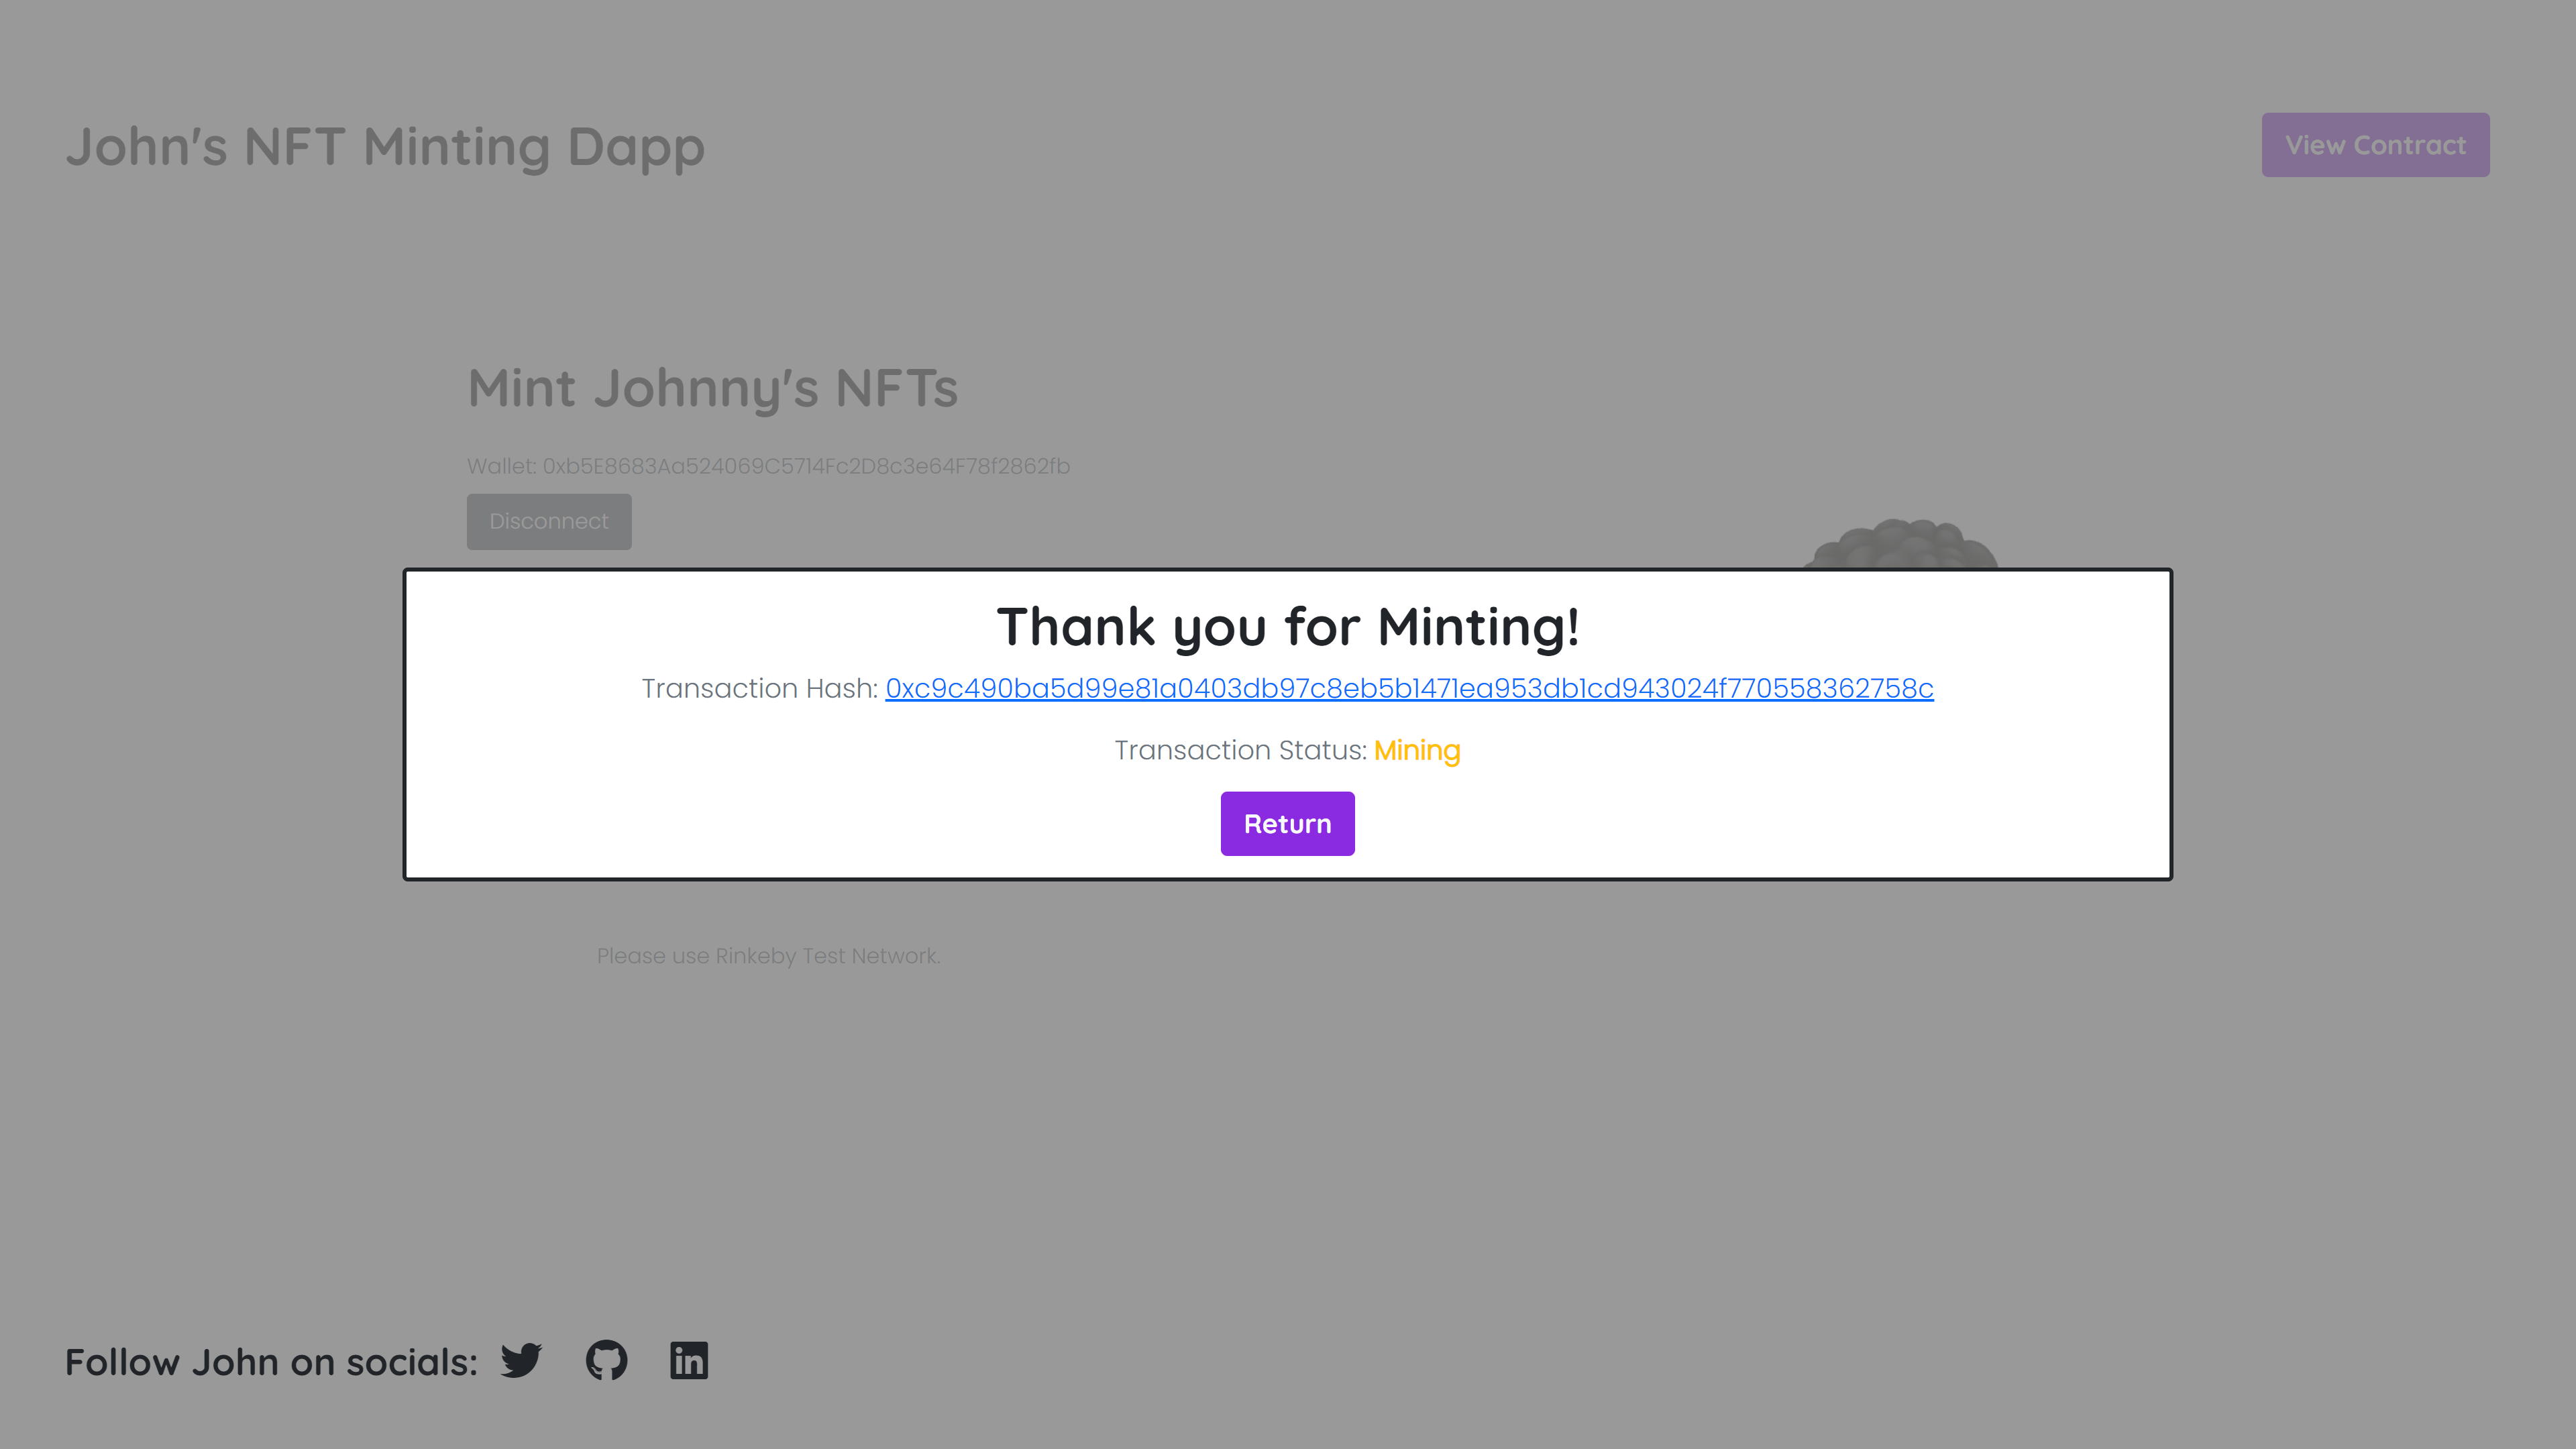 John's NFT Minting Dapp
View Contract
Mint Johnny's NFTs
Wallet: 0xb5E8683Aa524069C5714Fc2D8c3e64F78f2862fb
Disconnect
Thank you for Minting!
Transaction Hash: 0xc9c490ba5d99e81a0403db97c8eb5b1471ea953db1cd943024f770558362758c
Transaction Status: Mining
Return
Please use Rinkeby Test Network.
Follow John on socials: